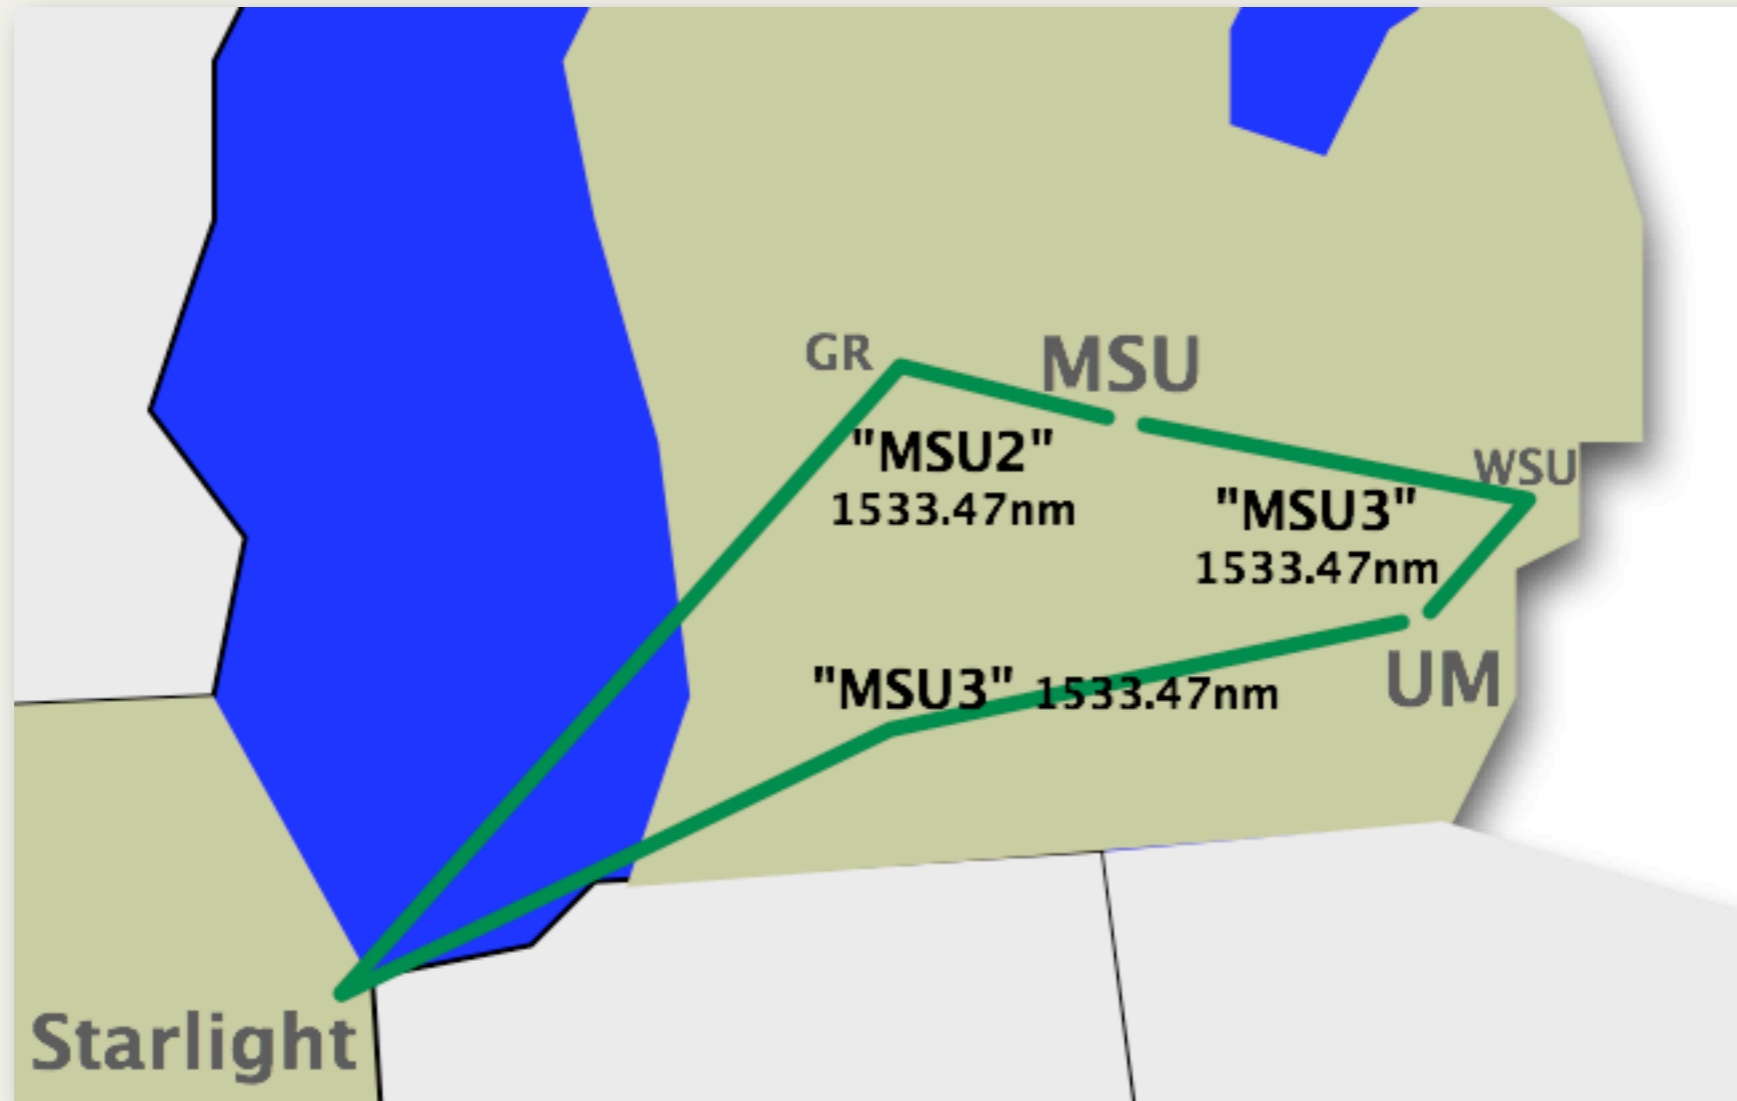 GR
MSU
"MSU2"
1533.47nm
WSU
"MSU3"
1533.47nm
"MSU3" 1533.47nm
UM
Starlight